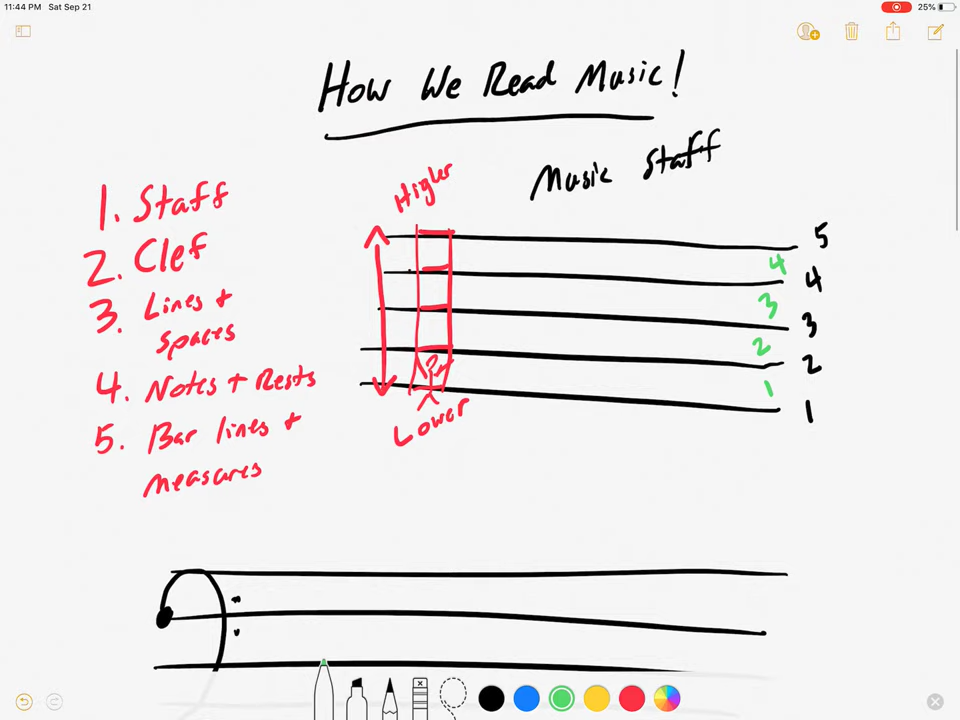 11:44 PM Sat Sep 21
25%
How We Read Music!
Music Staff
Higher
1. Staff
2. Clef
3. Lines +
spaces
4. Notes + Rests
5. Bar lines +
measures
5
4
4
3
3
2
2
1
1
Lower